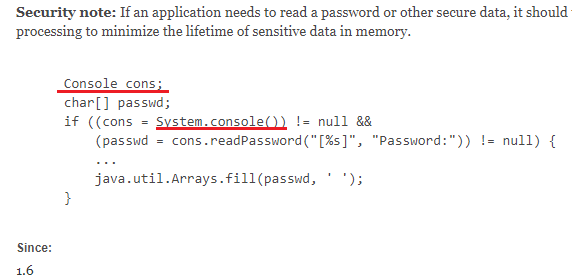 Security note: If an application needs to read a password or other secure data, it should
processing to minimize the lifetime of sensitive data in memory.
Console cons;
char[] passwd;
if ((cons = System.console()) != null &&
(passwd = cons.readPassword("[%s]", "Password:")) != null) {
...
java.util.Arrays.fill(passwd, ' ');
}
Since:
1.6